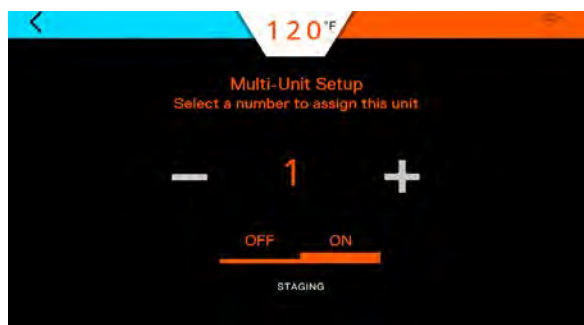 120°F
Multi-Unit Setup
Select a number to assign this unit
− 1 +
OFF ON
STAGING